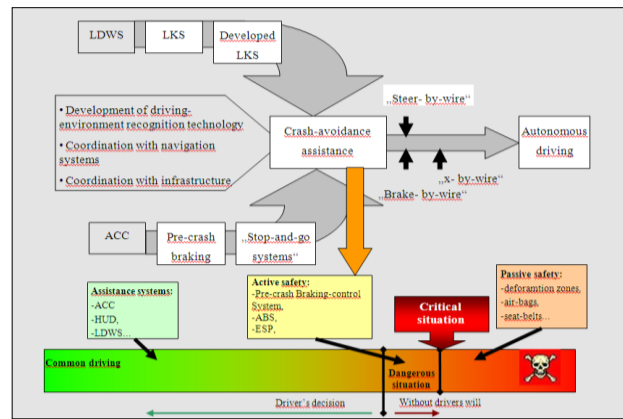 LDWS
LKS
Developed
LKS
• Development of driving-
environment recognition technology
• Coordination with navigation
systems
• Coordination with infrastructure
Crash-avoidance
assistance
„Steer- by-wire“
Autonomous
driving
„x- by-wire“
„Brake- by-wire“
ACC
Pre-crash
braking
„Stop-and-go
systems“
Assistance systems:
-ACC
-HUD,
-LDWS...
Active safety:
-Pre-crash Braking-control
System,
-ABS,
-ESP,
Critical
situation
Passive safety:
-deforamtion zones,
-air-bags,
-seat-belts...
Common driving
Dangerous
situation
Driver´s decision
Without drivers will